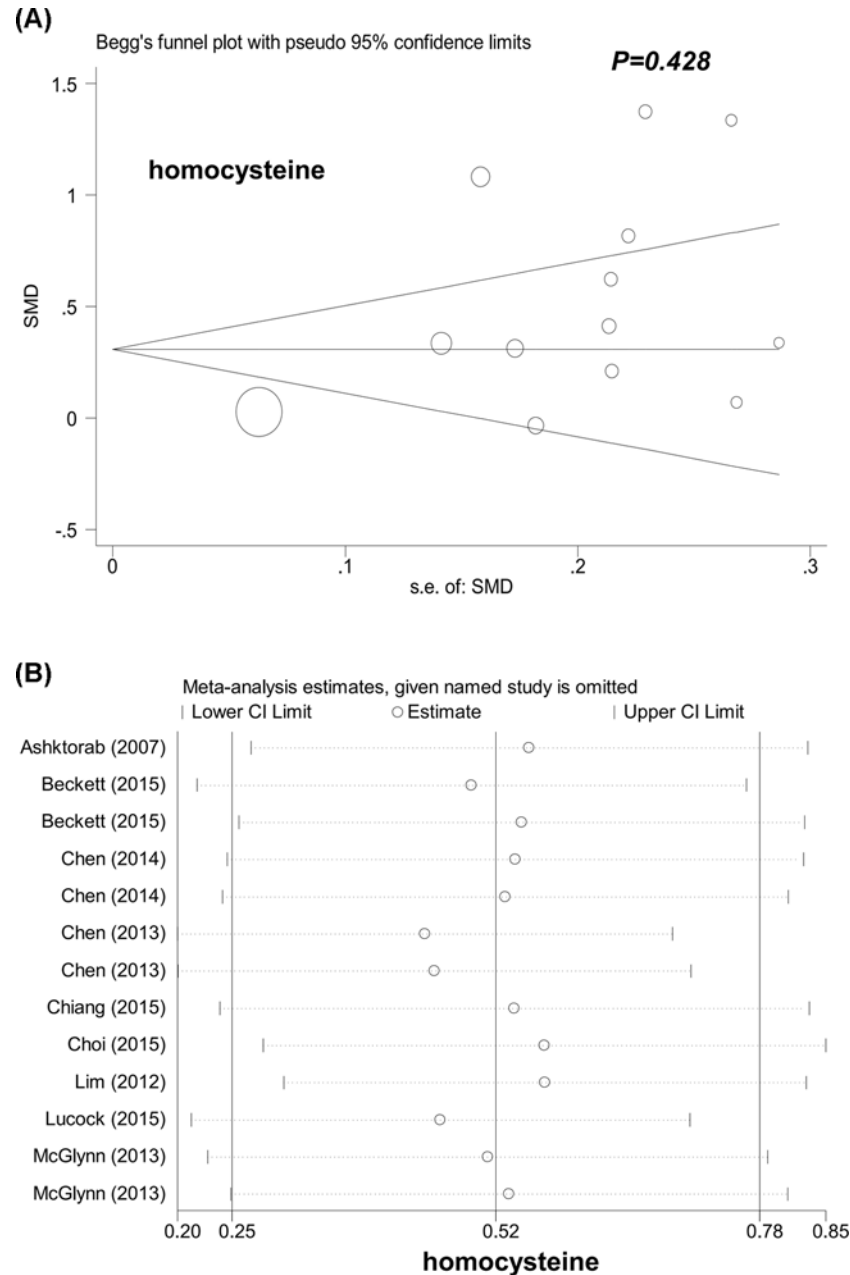 (A)
Begg's funnel plot with pseudo 95% confidence limits
P=0.428
homocysteine
1.5
1
.5
0
-.5
SMD
0 .1 .2 .3
s.e. of: SMD
(B)
Meta-analysis estimates, given named study is omitted
Lower CI Limit Estimate Upper CI Limit
Ashktorab (2007)
Beckett (2015)
Beckett (2015)
Chen (2014)
Chen (2014)
Chen (2013)
Chen (2013)
Chiang (2015)
Choi (2015)
Lim (2012)
Lucock (2015)
McGlynn (2013)
McGlynn (2013)
0.20 0.25 0.52 0.78 0.85
homocysteine